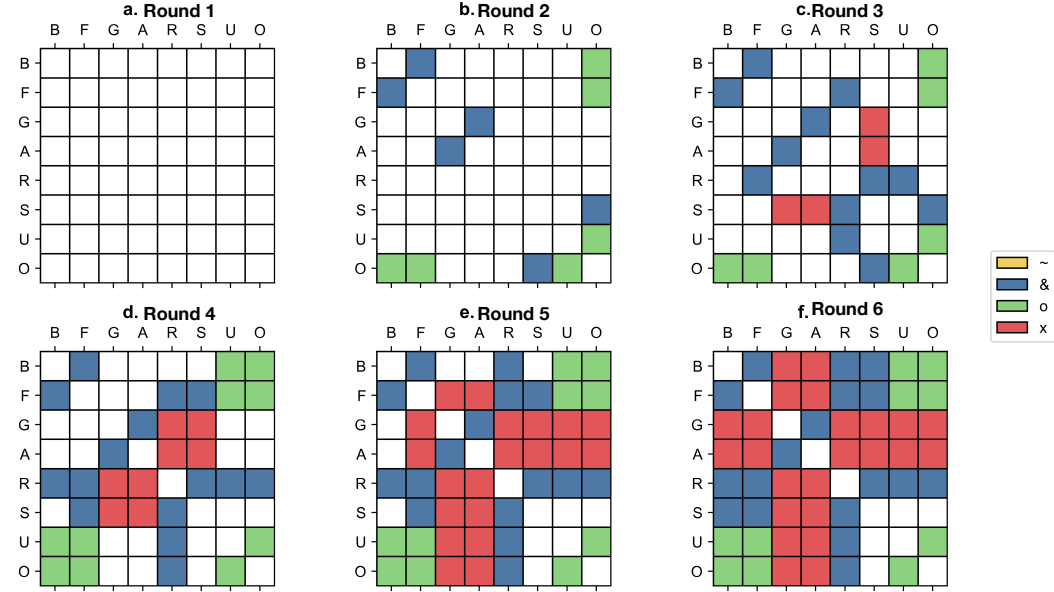 a. Round 1
B F G A R S U O
B
F
G
A
R
S
U
O
b. Round 2
B F G A R S U O
B
F
G
A
R
S
U
O
c. Round 3
B F G A R S U O
B
F
G
A
R
S
U
O
~
&
o
x
d. Round 4
B F G A R S U O
B
F
G
A
R
S
U
O
e. Round 5
B F G A R S U O
B
F
G
A
R
S
U
O
f. Round 6
B F G A R S U O
B
F
G
A
R
S
U
O